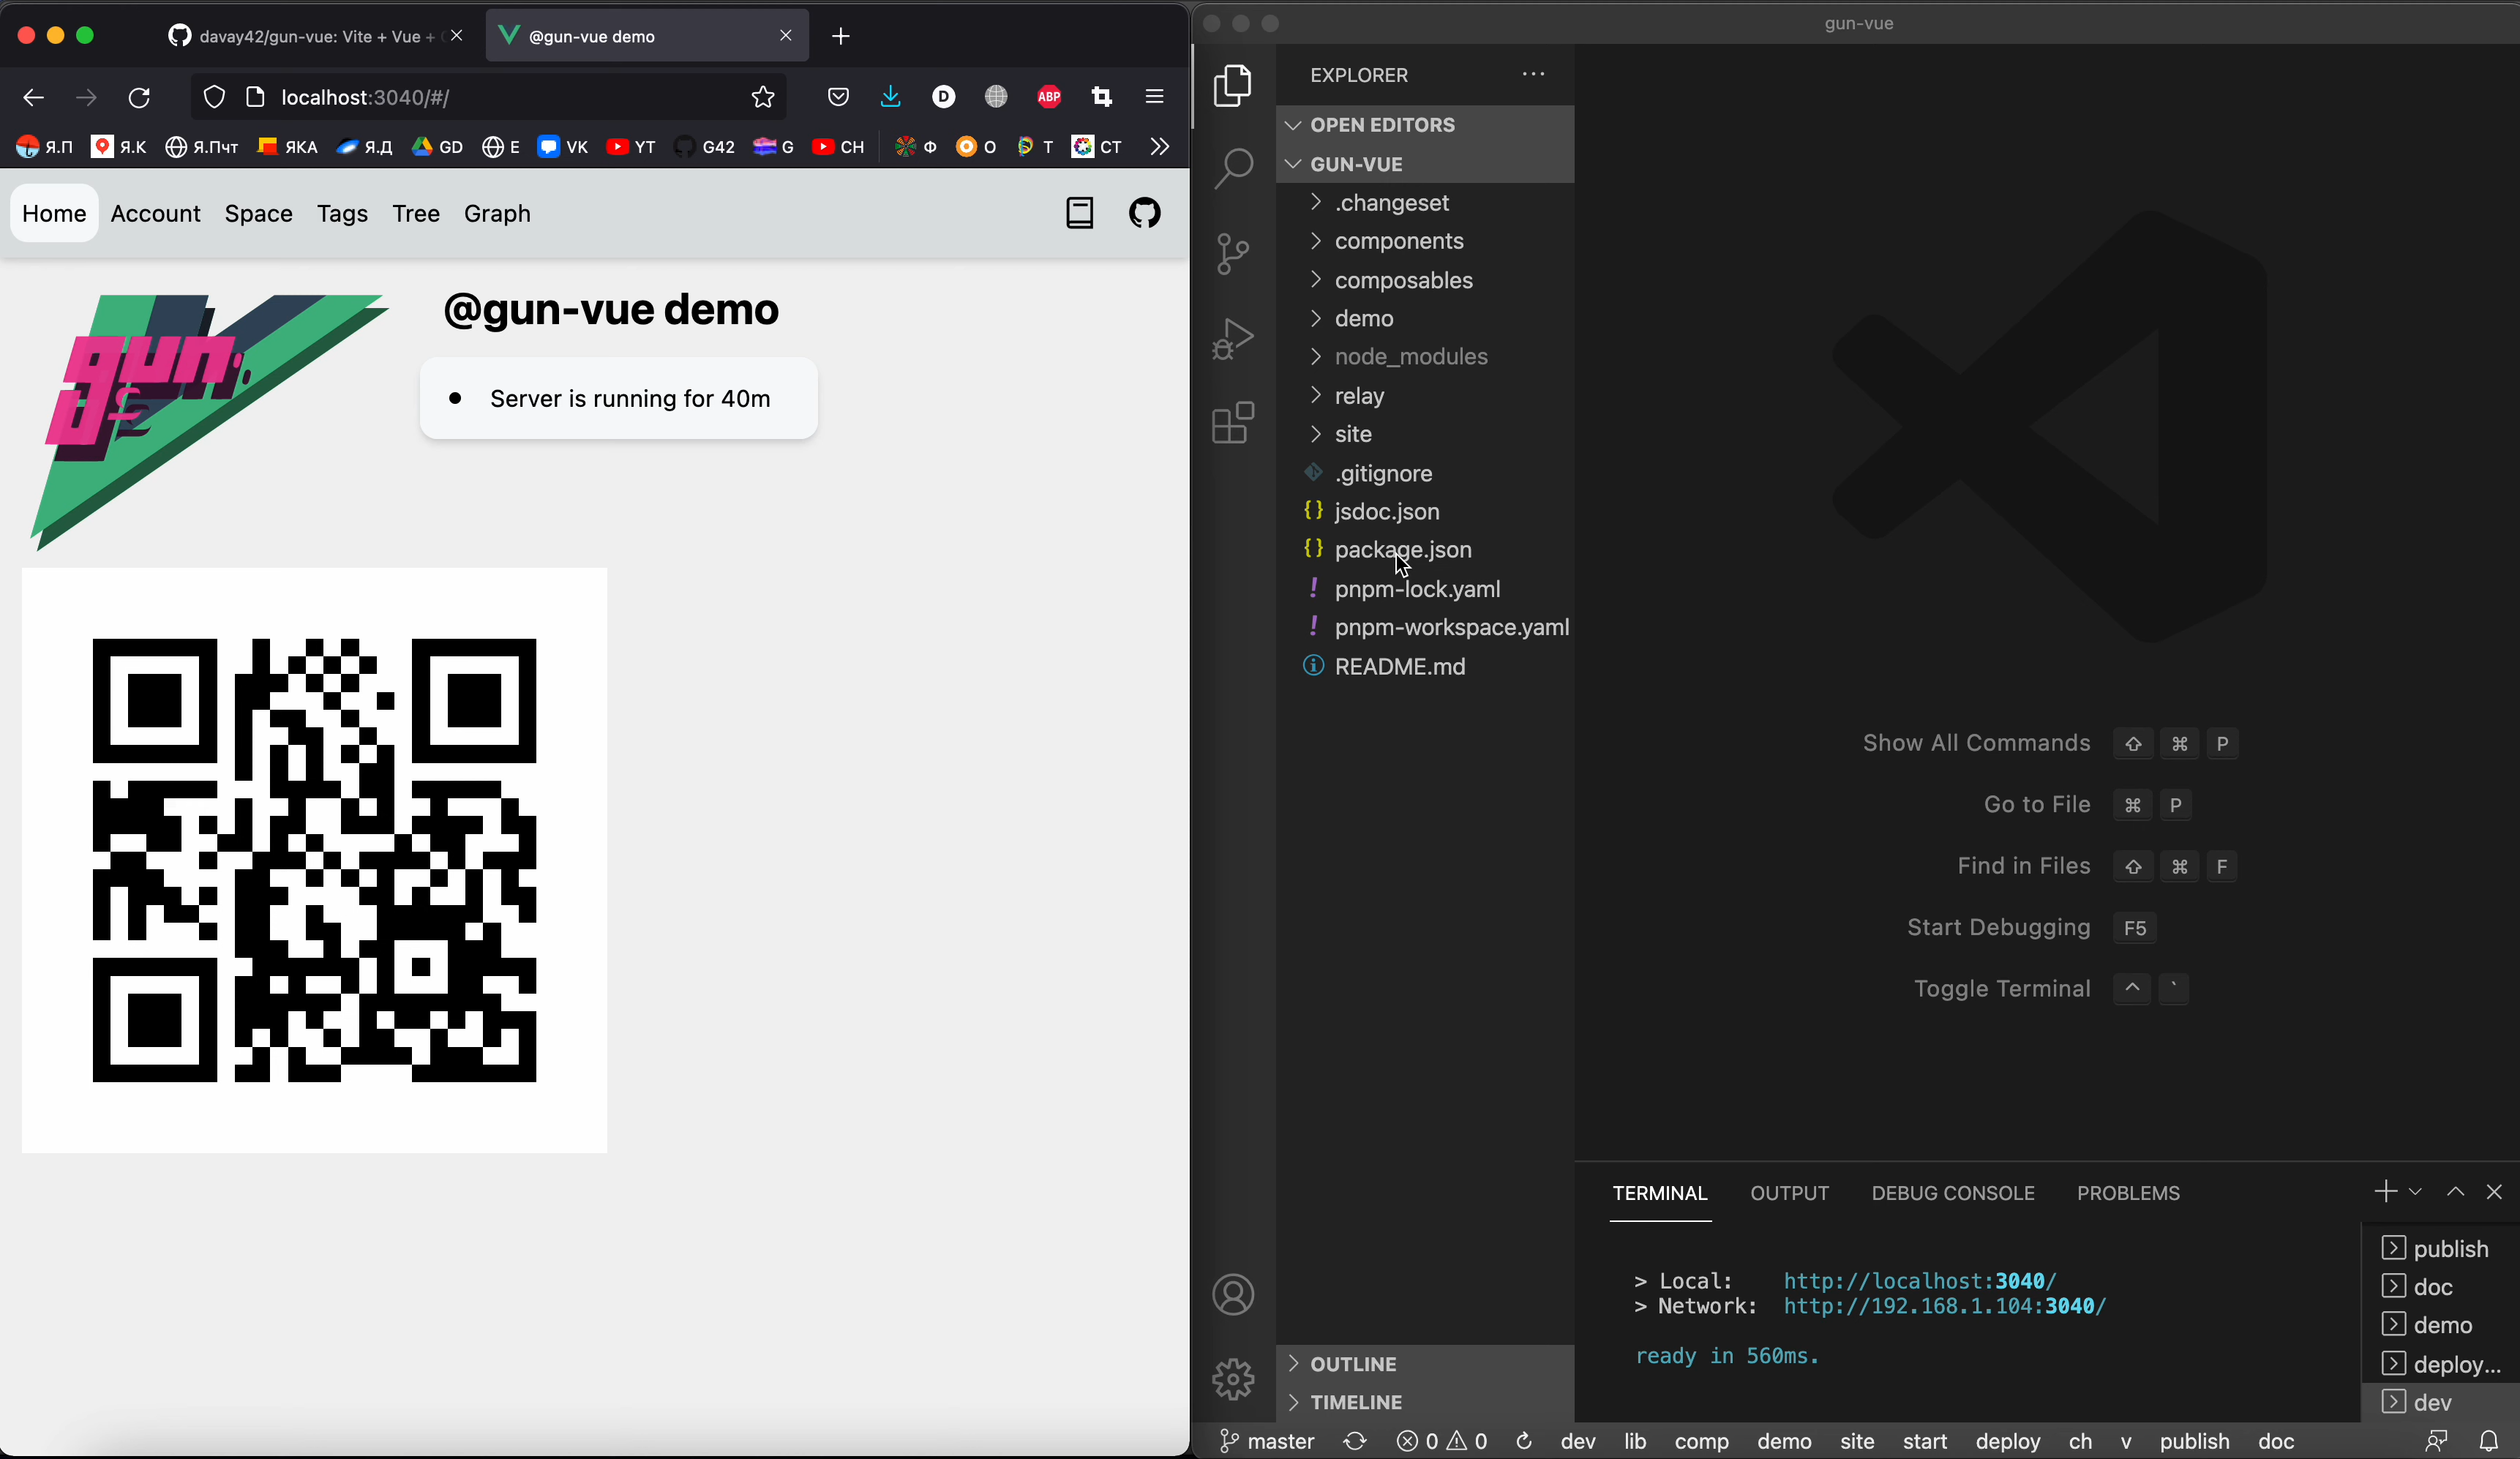 davay42/gun-vue: Vite + Vue +
@gun-vue demo
localhost:3040/#/
ABP
D
Я.П
Я.К
Я.Пчт
ЯКА
Я.Д
GD
E
VK
YT
G42
G
CH
Ф
O
T
CT
Home
Account
Space
Tags
Tree
Graph
gun
@gun-vue demo
Server is running for 40m
gun-vue
EXPLORER
OPEN EDITORS
GUN-VUE
.changeset
components
composables
demo
node_modules
relay
site
.gitignore
{} jsdoc.json
{} package.json
! pnpm-lock.yaml
! pnpm-workspace.yaml
README.md
Show All Commands ⇧ ⌘ P
Go to File ⌘ P
Find in Files ⇧ ⌘ F
Start Debugging F5
Toggle Terminal ^ `
TERMINAL
OUTPUT
DEBUG CONSOLE
PROBLEMS
> Local: http://localhost:3040/
> Network: http://192.168.1.104:3040/
ready in 560ms.
publish
doc
demo
deploy...
dev
OUTLINE
TIMELINE
master
0
0
dev
lib
comp
demo
site
start
deploy
ch
v
publish
doc